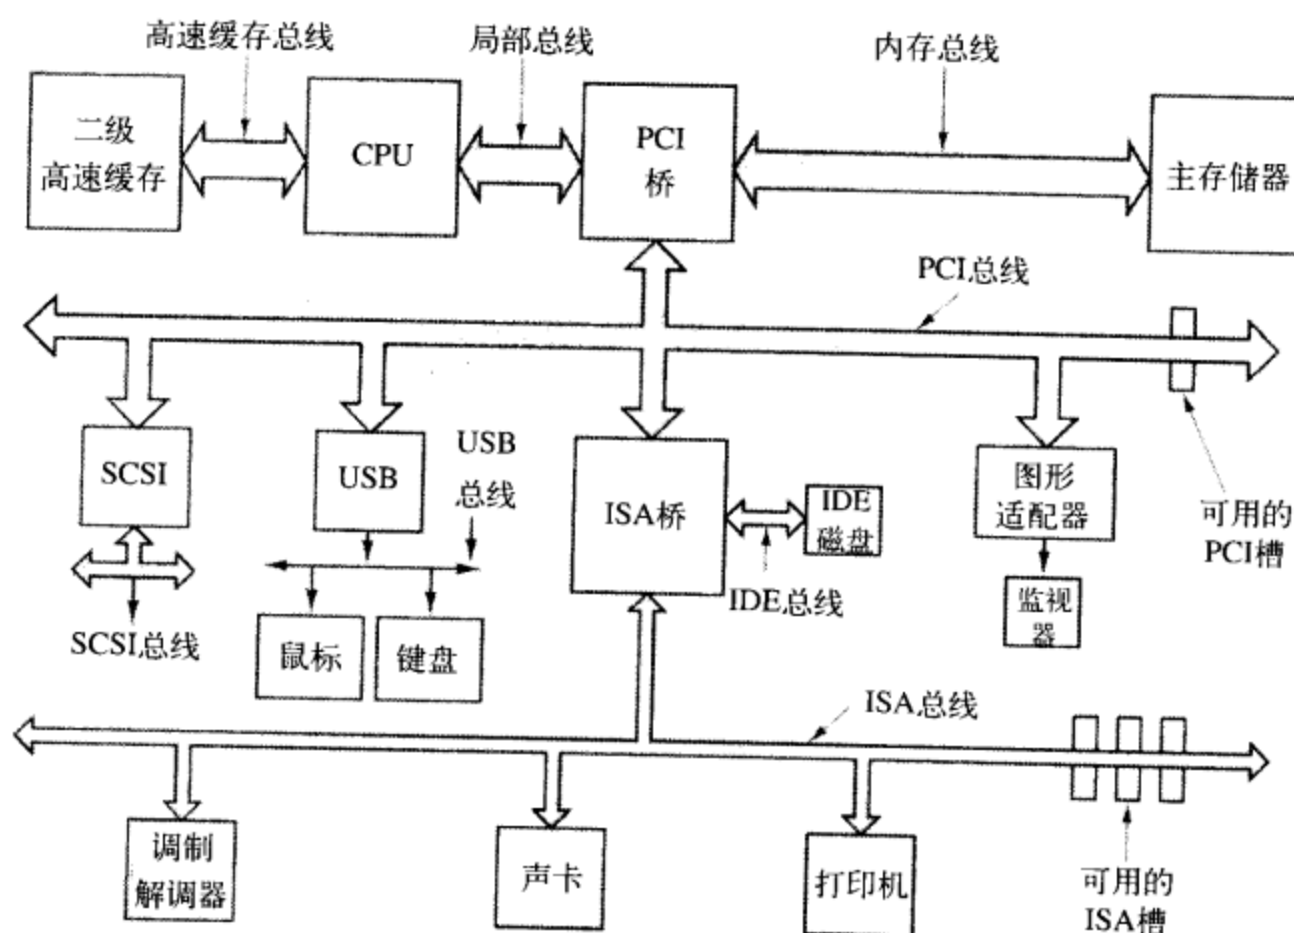 高速缓存总线
局部总线
内存总线
二级
高速缓存
CPU
PCI
桥
主存储器
PCI总线
SCSI
USB
USB
总线
ISA桥
IDE
磁盘
图形
适配器
可用的
PCI槽
IDE总线
监视
器
SCSI总线
鼠标
键盘
ISA总线
调制
解调器
声卡
打印机
可用的
ISA槽